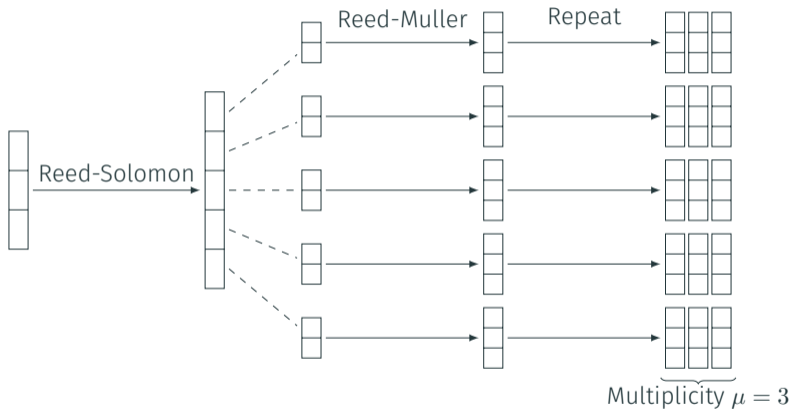 Reed-Muller
Repeat
Reed-Solomon
Multiplicity μ = 3